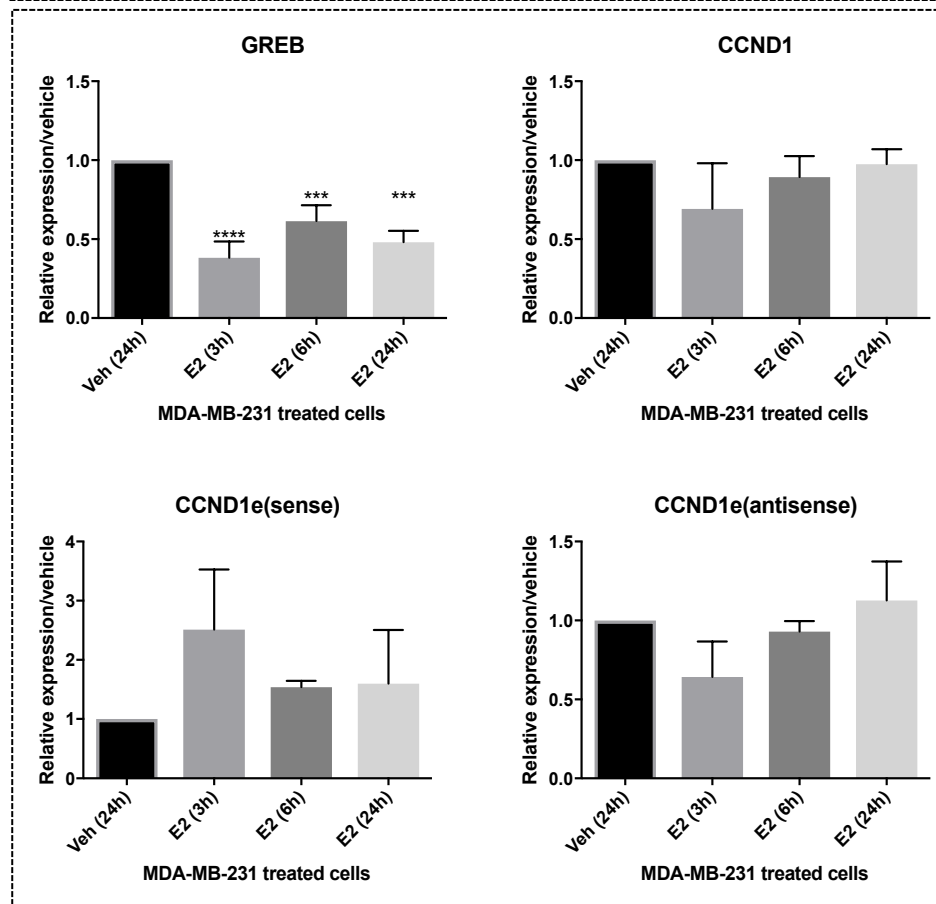 GREB
Relative expression/vehicle
1.5
1.0
0.5
0.0
****
***
***
Veh (24h)
E2 (3h)
E2 (6h)
E2 (24h)
MDA-MB-231 treated cells
CCND1
Relative expression/vehicle
1.5
1.0
0.5
0.0
Veh (24h)
E2 (3h)
E2 (6h)
E2 (24h)
MDA-MB-231 treated cells
CCND1e(sense)
Relative expression/vehicle
4
3
2
1
0
Veh (24h)
E2 (3h)
E2 (6h)
E2 (24h)
MDA-MB-231 treated cells
CCND1e(antisense)
Relative expression/vehicle
1.5
1.0
0.5
0.0
Veh (24h)
E2 (3h)
E2 (6h)
E2 (24h)
MDA-MB-231 treated cells